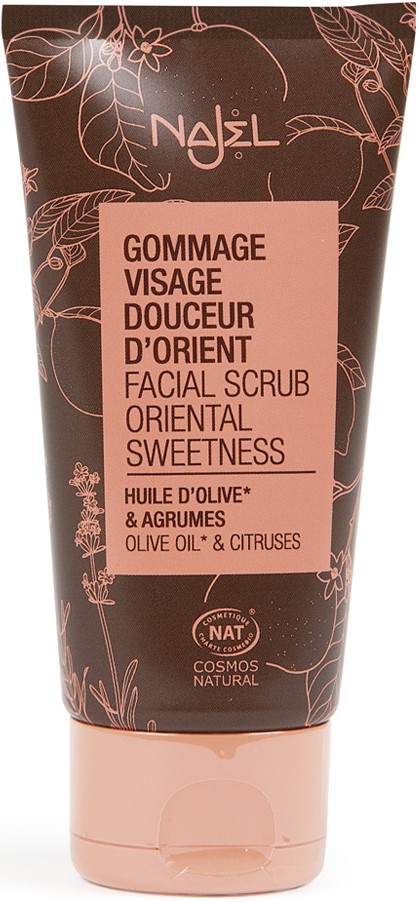 NAJEL
GOMMAGE
VISAGE
DOUCEUR
D'ORIENT
FACIAL SCRUB
ORIENTAL
SWEETNESS
HUILE D'OLIVE*
& AGRUMES
OLIVE OIL* & CITRUSES
COSMETIQUE
NAT
CHARTE COSMEBIO
®
COSMOS
NATURAL